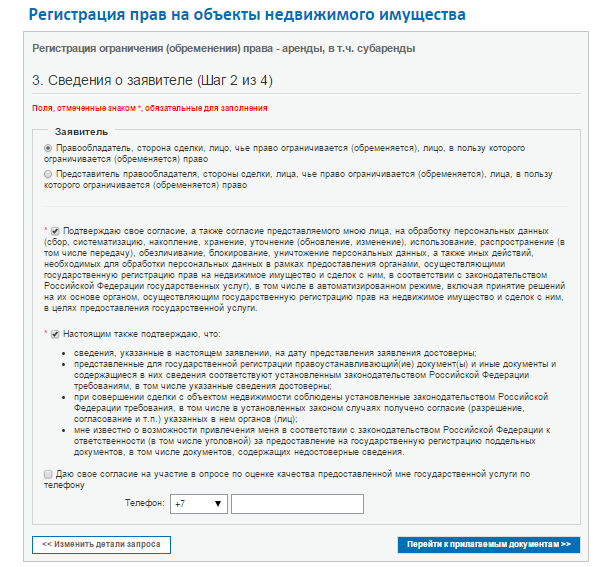 Регистрация прав на объекты недвижимого имущества
Регистрация ограничения (обременения) права - аренды, в т.ч. субаренды
3. Сведения о заявителе (Шаг 2 из 4)
Поля, отмеченные знаком *, обязательные для заполнения
Заявитель
Правообладатель, сторона сделки, лицо, чье право ограничивается (обременяется), лицо, в пользу которого
ограничивается (обременяется) право
Представитель правообладателя, стороны сделки, лица, чье право ограничивается (обременяется), лица, в пользу
которого ограничивается (обременяется) право
* Подтверждаю свое согласие, а также согласие представляемого мною лица, на обработку персональных данных
(сбор, систематизацию, накопление, хранение, уточнение (обновление, изменение), использование, распространение (в
том числе передачу), обезличивание, блокирование, уничтожение персональных данных, а также иных действий,
необходимых для обработки персональных данных в рамках предоставления органами, осуществляющими
государственную регистрацию прав на недвижимое имущество и сделок с ним, в соответствии с законодательством
Российской Федерации государственных услуг), в том числе в автоматизированном режиме, включая принятие решений
на их основе органом, осуществляющим государственную регистрацию прав на недвижимое имущество и сделок с ним,
в целях предоставления государственной услуги.
* Настоящим также подтверждаю, что:
• сведения, указанные в настоящем заявлении, на дату представления заявления достоверны;
• представленные для государственной регистрации правоустанавливающий(ие) документ(ы) и иные документы и
содержащиеся в них сведения соответствуют установленным законодательством Российской Федерации
требованиям, в том числе указанные сведения достоверны;
• при совершении сделки с объектом недвижимости соблюдены установленные законодательством Российской
Федерации требования, в том числе в установленных законом случаях получено согласие (разрешение,
согласование и т.п.) указанных в нем органов (лиц);
• мне известно о возможности привлечения меня в соответствии с законодательством Российской Федерации к
ответственности (в том числе уголовной) за предоставление на государственную регистрацию поддельных
документов, в том числе документов, содержащих недостоверные сведения.
Даю свое согласие на участие в опросе по оценке качества предоставленной мне государственной услуги по
телефону
Телефон: +7
<< Изменить детали запроса
Перейти к прилагаемым документам >>